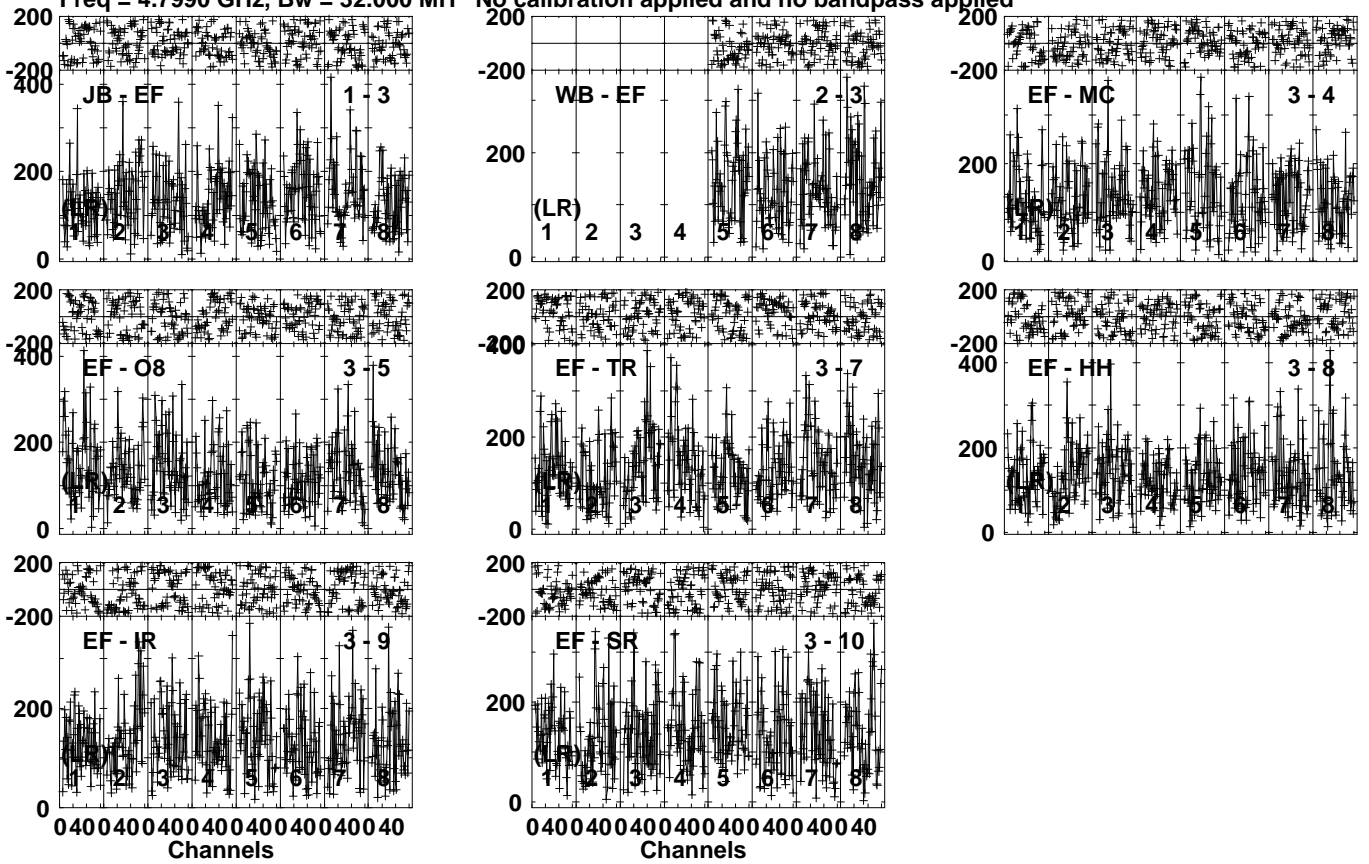 Freq = 4.7990 GHz, Bw = 32.000 MH No calibration applied and no bandpass applied
200 200 200
-200 -200 -200
400
JB - EF 1 - 3 WB - EF 2 - 3 EF - MC 3 - 4
200 200 200
(LR) (LR) (LR)
1 2 3 4 5 6 7 8 1 2 3 4 5 6 7 8 1 2 3 4 5 6 7 8
0 0 0
200 200 200
-200 -200 -200
400 400 400
EF - O8 3 - 5 EF - TR 3 - 7 EF - HH 3 - 8
200 200 200
(LR) (LR) (LR)
1 2 3 4 5 6 7 8 1 2 3 4 5 6 7 8 1 2 3 4 5 6 7 8
0 0 0
200 200
-200 -200
EF - IR 3 - 9 EF - SR 3 - 10
200 200
(LR) (LR)
1 2 3 4 5 6 7 8 1 2 3 4 5 6 7 8
0 0
0 40 0 40 0 40 0 40 0 40 0 40 0 40 0 40 0 40 0 40 0 40 0 40 0 40 0 40 0 40 0 40
Channels Channels